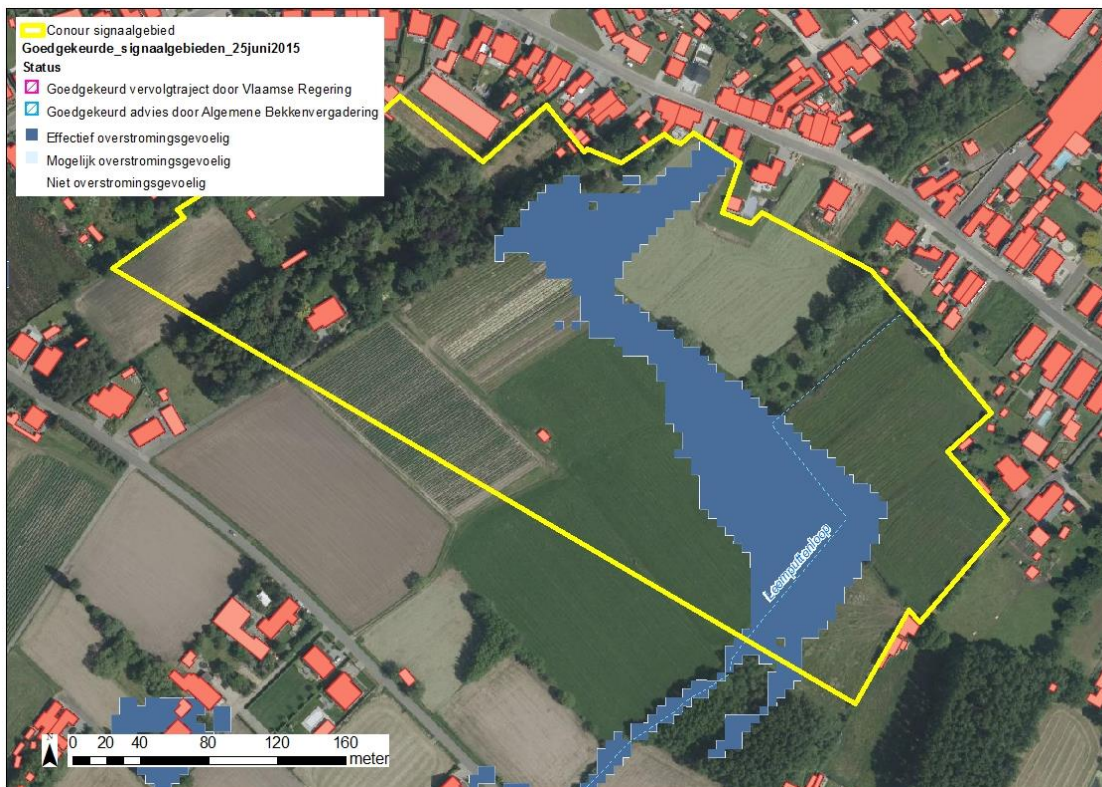 Conour signaalgebied
Goedgekeurde_signaalgebieden_25juni2015
Status
Goedgekeurd vervolgtraject door Vlaamse Regering
Goedgekeurd advies door Algemene Bekkenvergadering
Effectief overstromingsgevoelig
Mogelijk overstromingsgevoelig
Niet overstromingsgevoelig
Leemputtenloop
N
0 20 40 80 120 160
meter